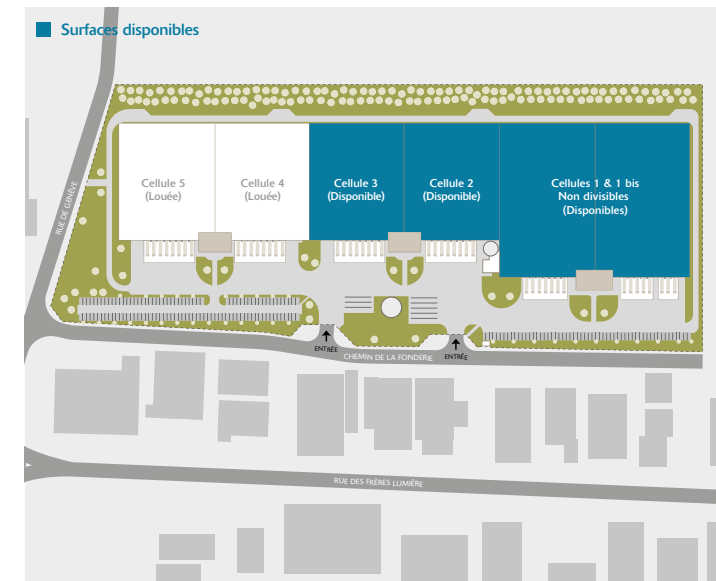 Surfaces disponibles
Cellule 5
(Louée)
Cellule 4
(Louée)
Cellule 3
(Disponible)
Cellule 2
(Disponible)
Cellules 1 & 1 bis
Non divisibles
(Disponibles)
RUE DE GENÈVE
ENTRÉE
CHEMIN DE LA FONDERIE
ENTRÉE
RUE DES FRÈRES LUMIÈRE